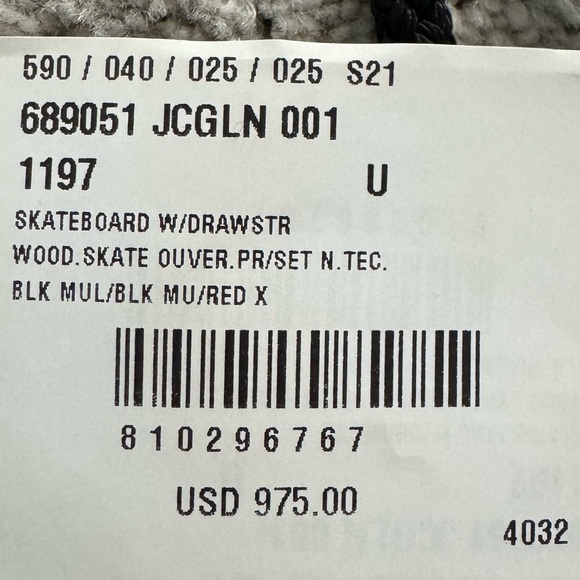 590 / 040 / 025 / 025 S21
689051 JCGLN 001
1197 U
SKATEBOARD W/DRAWSTR
WOOD.SKATE OUVER.PR/SET N.TEC.
BLK MUL/BLK MU/RED X
810296767
USD 975.00
4032